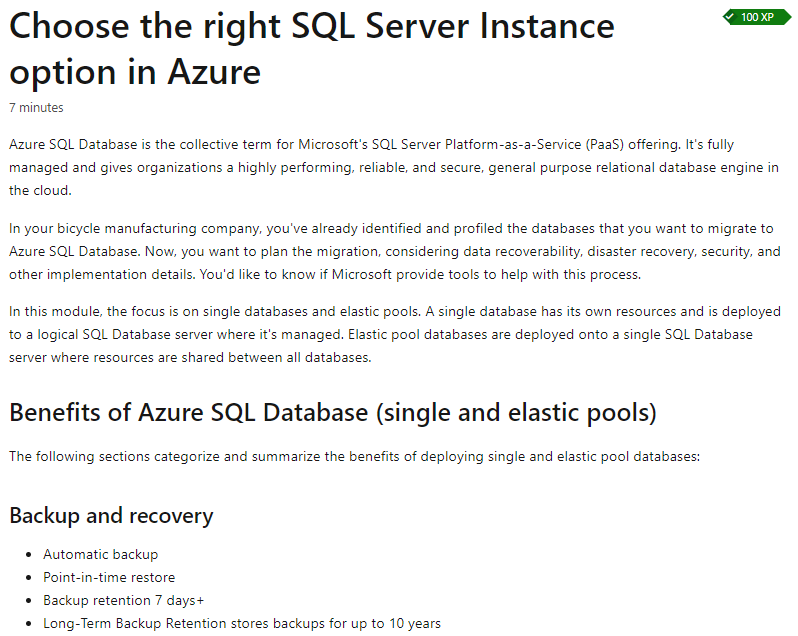 Choose the right SQL Server Instance
100 XP
option in Azure
7 minutes
Azure SQL Database is the collective term for Microsoft's SQL Server Platform-as-a-Service (PaaS) offering. It's fully
managed and gives organizations a highly performing, reliable, and secure, general purpose relational database engine in
the cloud.
In your bicycle manufacturing company, you've already identified and profiled the databases that you want to migrate to
Azure SQL Database. Now, you want to plan the migration, considering data recoverability, disaster recovery, security, and
other implementation details. You'd like to know if Microsoft provide tools to help with this process.
In this module, the focus is on single databases and elastic pools. A single database has its own resources and is deployed
to a logical SQL Database server where it's managed. Elastic pool databases are deployed onto a single SQL Database
server where resources are shared between all databases.
Benefits of Azure SQL Database (single and elastic pools)
The following sections categorize and summarize the benefits of deploying single and elastic pool databases:
Backup and recovery
• Automatic backup
• Point-in-time restore
• Backup retention 7 days+
• Long-Term Backup Retention stores backups for up to 10 years